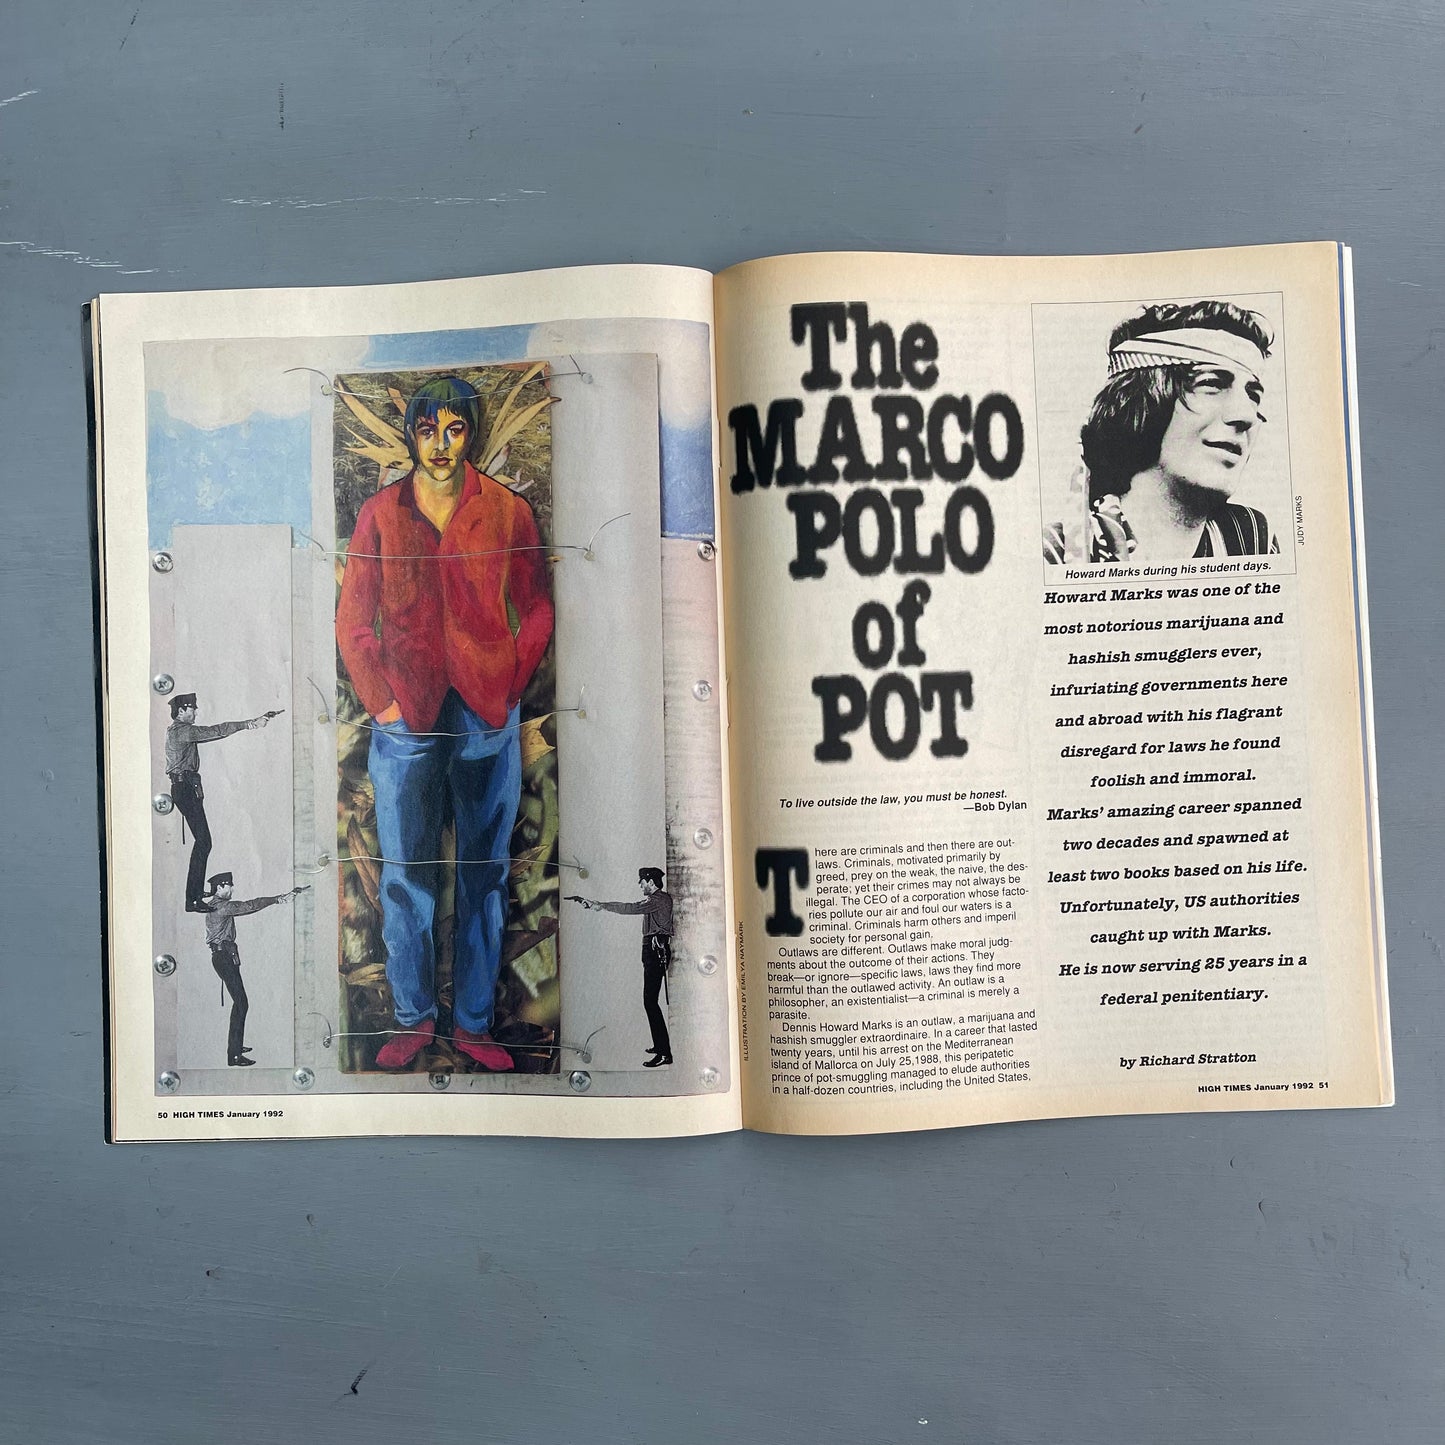 ILLUSTRATION BY EMILYA NAYMARK
50 HIGH TIMES January 1992
The
MARCO
POLO
of
POT
To live outside the law, you must be honest.
—Bob Dylan
There are criminals and then there are out-
laws. Criminals, motivated primarily by
greed, prey on the weak, the naive, the des-
perate; yet their crimes may not always be
illegal. The CEO of a corporation whose facto-
ries pollute our air and foul our waters is a
criminal. Criminals harm others and imperil
society for personal gain.
Outlaws are different. Outlaws make moral judg-
ments about the outcome of their actions. They
break—or ignore—specific laws, laws they find more
harmful than the outlawed activity. An outlaw is a
philosopher, an existentialist—a criminal is merely a
parasite.
Dennis Howard Marks is an outlaw, a marijuana and
hashish smuggler extraordinaire. In a career that lasted
twenty years, until his arrest on the Mediterranean
island of Mallorca on July 25,1988, this peripatetic
prince of pot-smuggling managed to elude authorities
in a half-dozen countries, including the United States,
JUDY MARKS
Howard Marks during his student days.
Howard Marks was one of the
most notorious marijuana and
hashish smugglers ever,
infuriating governments here
and abroad with his flagrant
disregard for laws he found
foolish and immoral.
Marks' amazing career spanned
two decades and spawned at
least two books based on his life.
Unfortunately, US authorities
caught up with Marks.
He is now serving 25 years in a
federal penitentiary.
by Richard Stratton
HIGH TIMES January 1992 51